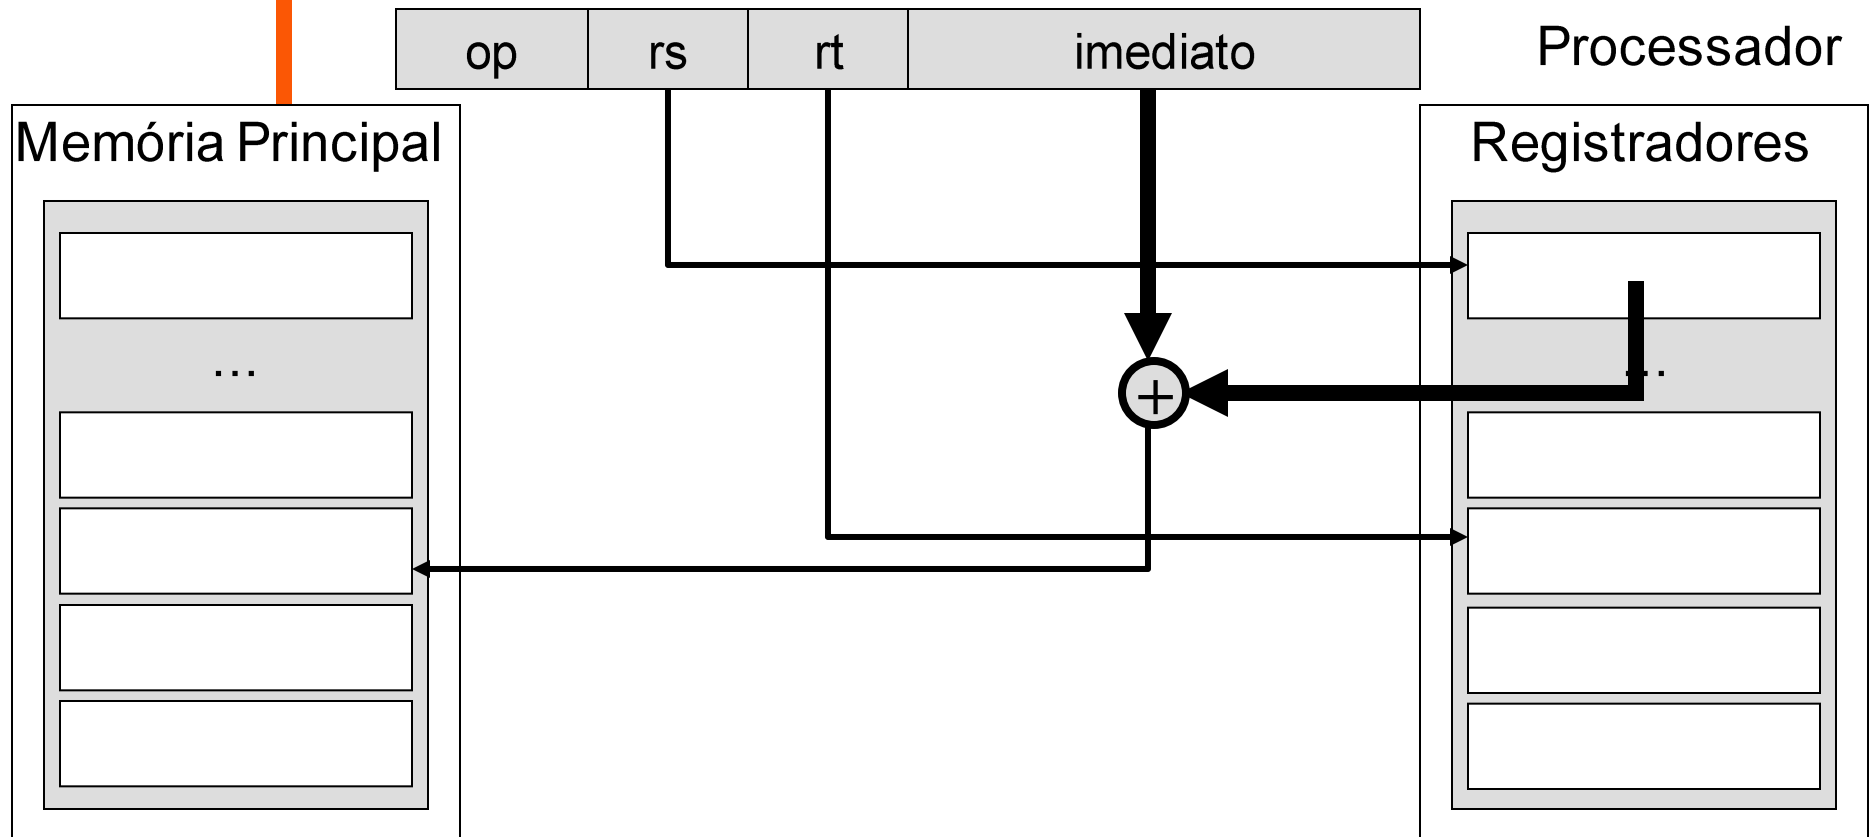 op rs rt imediato
Processador
Memória Principal
Registradores
...
...
+